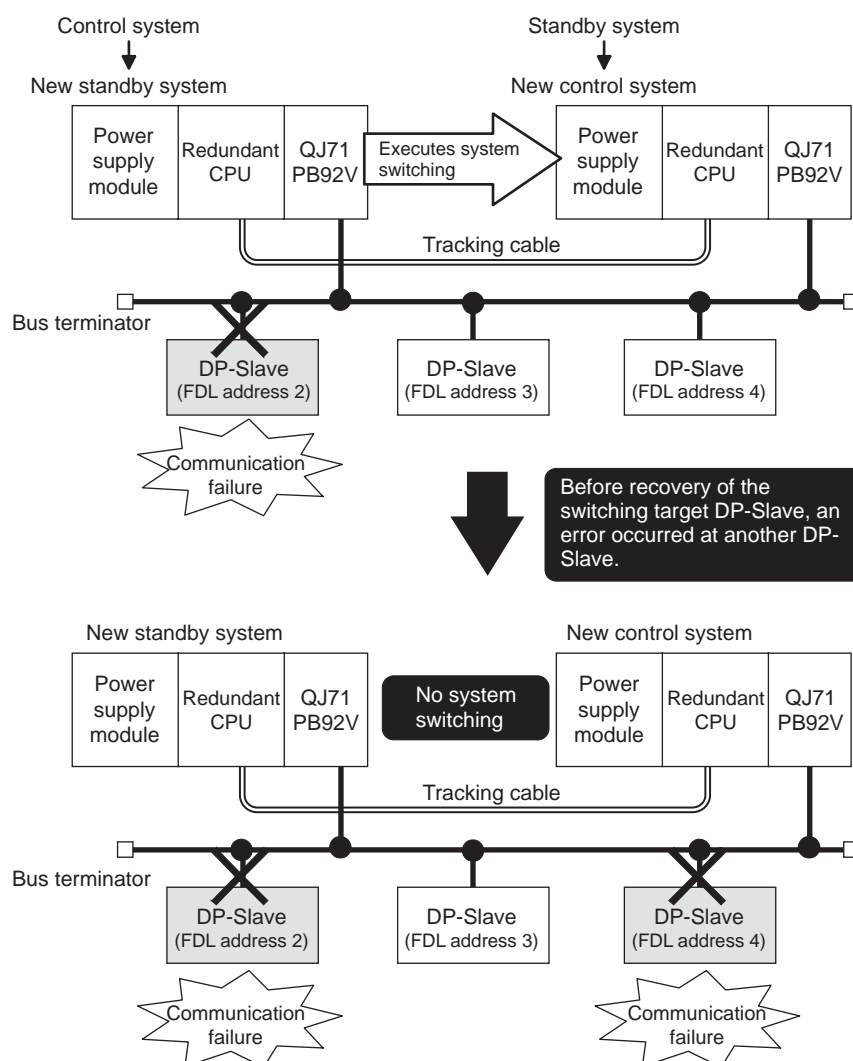 Control system
Standby system
New standby system
New control system
Power
supply
module
Redundant
CPU
QJ71
PB92V
Executes system
switching
Power
supply
module
Redundant
CPU
QJ71
PB92V
Tracking cable
Bus terminator
DP-Slave
(FDL address 2)
DP-Slave
(FDL address 3)
DP-Slave
(FDL address 4)
Communication
failure
Before recovery of the
switching target DP-Slave, an
error occurred at another DP-
Slave.
New standby system
New control system
Power
supply
module
Redundant
CPU
QJ71
PB92V
No system
switching
Power
supply
module
Redundant
CPU
QJ71
PB92V
Tracking cable
Bus terminator
DP-Slave
(FDL address 2)
DP-Slave
(FDL address 3)
DP-Slave
(FDL address 4)
Communication
failure
Communication
failure